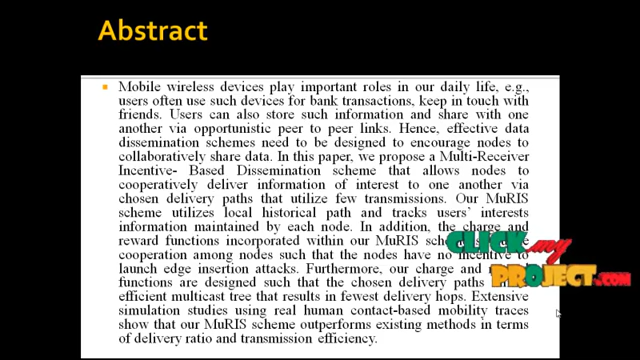 Abstract
Mobile wireless devices play important roles in our daily life, e.g.,
users often use such devices for bank transactions, keep in touch with
friends. Users can also store such information and share with one
another via opportunistic peer to peer links. Hence, effective data
dissemination schemes need to be designed to encourage nodes to
collaboratively share data. In this paper, we propose a Multi-Receiver
Incentive- Based Dissemination scheme that allows nodes to
cooperatively deliver information of interest to one another via
chosen delivery paths that utilize few transmissions. Our MuRIS
scheme utilizes local historical path and tracks users' interests
information maintained by each node. In addition, the charge and
reward functions incorporated within our MuRIS
cooperation among nodes such that the nodes have no incentive to
launch edge insertion attacks. Furthermore, our charge and
functions are designed such that the chosen delivery paths
efficient multicast tree that results in fewest delivery hops. Extensive
simulation studies using real human contact-based mobility traces
show that our MuRIS scheme outperforms existing methods in terms
of delivery ratio and transmission efficiency.
CLICK my
PROJECT.COM